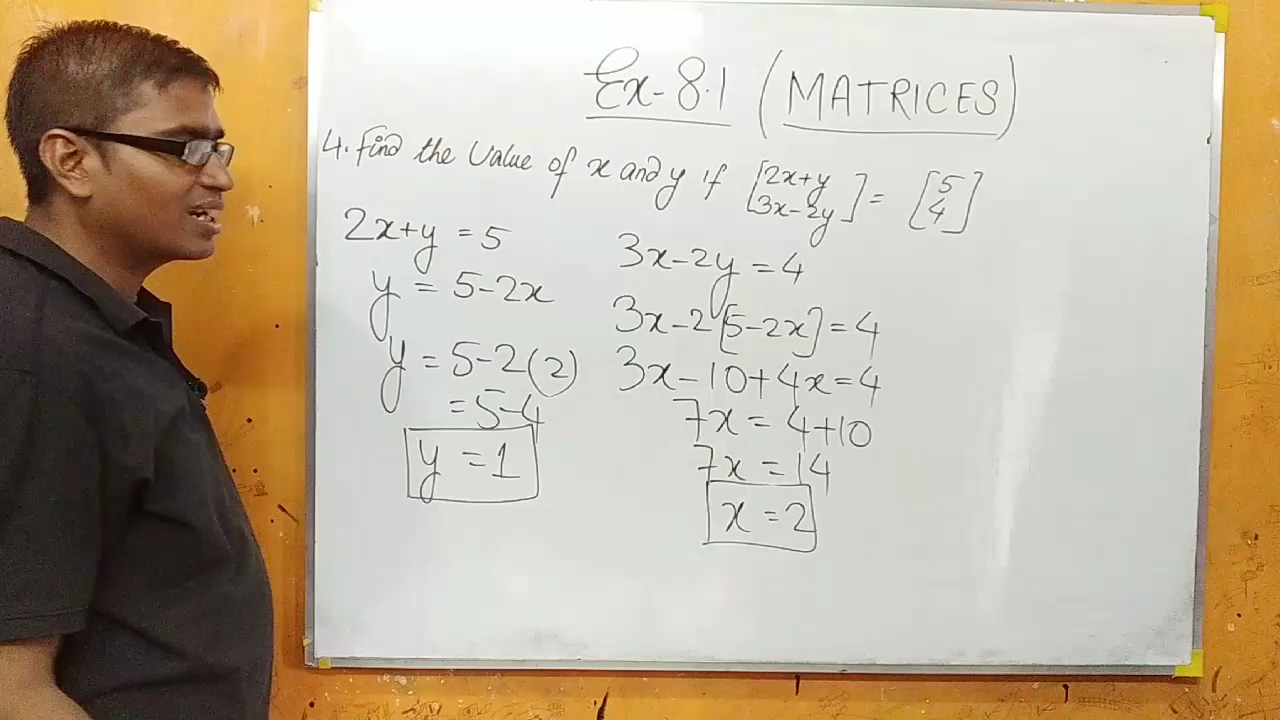 Ex-8.1 (MATRICES)
4. Find the Value of x and y if [2x+y 3x-2y] = [5 4]
2x+y = 5
y = 5-2x
y = 5-2(2)
= 5-4
y = 1
3x-2y = 4
3x-2[5-2x] = 4
3x-10+4x=4
7x = 4+10
7x = 14
x = 2